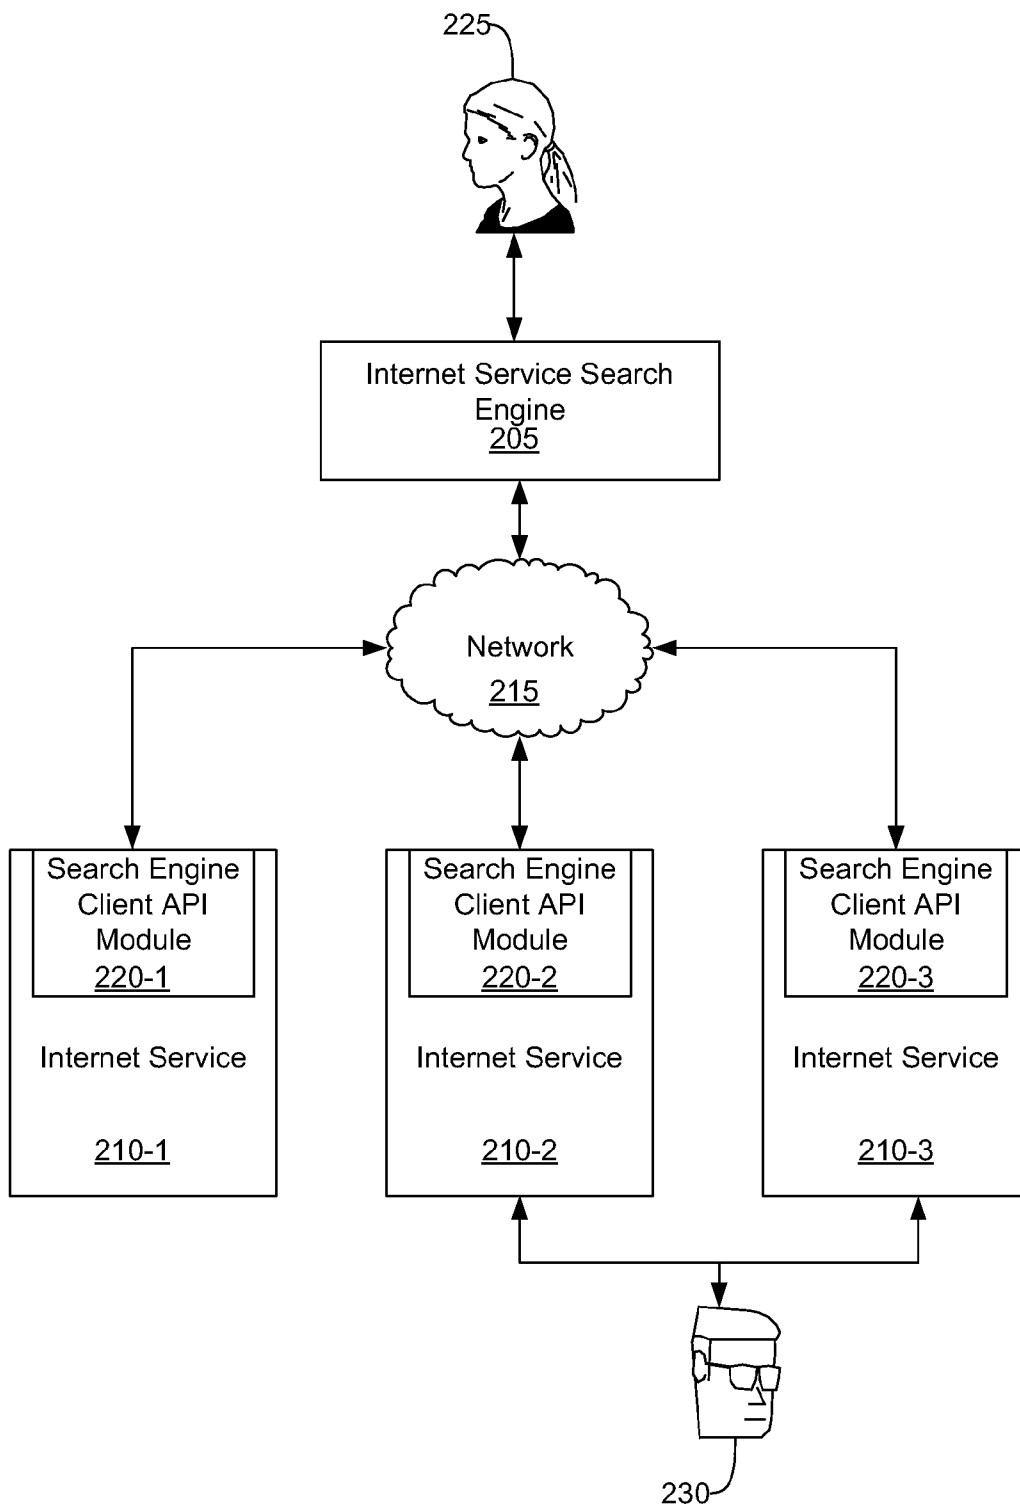 225
Internet Service Search
Engine
205
Network
215
Search Engine
Client API
Module
220-1
Internet Service
210-1
Search Engine
Client API
Module
220-2
Internet Service
210-2
Search Engine
Client API
Module
220-3
Internet Service
210-3
230